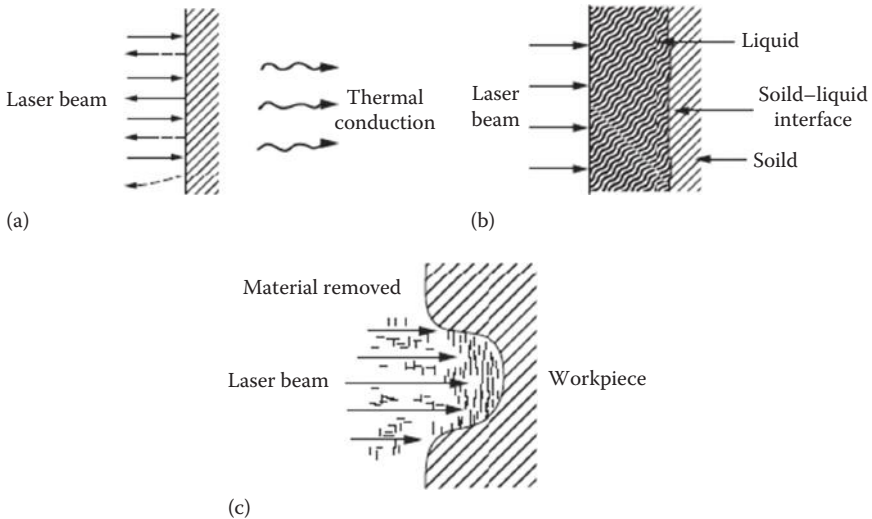 Laser beam
Thermal
conduction
(a)
Laser
beam
Liquid
Soild–liquid
interface
Soild
(b)
Material removed
Laser beam
Workpiece
(c)